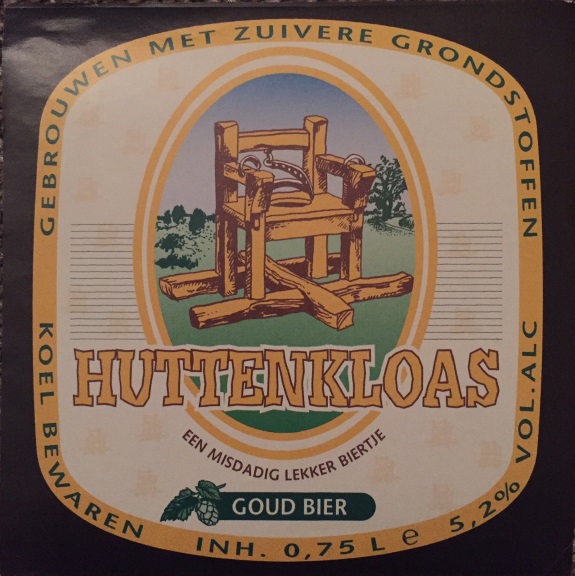 GEBROUWEN MET ZUIVERE GRONDSTOFFEN
HUTTENKLOAS
EEN MISDADIG LEKKER BIERTJE
GOUD BIER
KOEL BEWAREN
INH. 0,75 L e
5,2% VOL.ALC